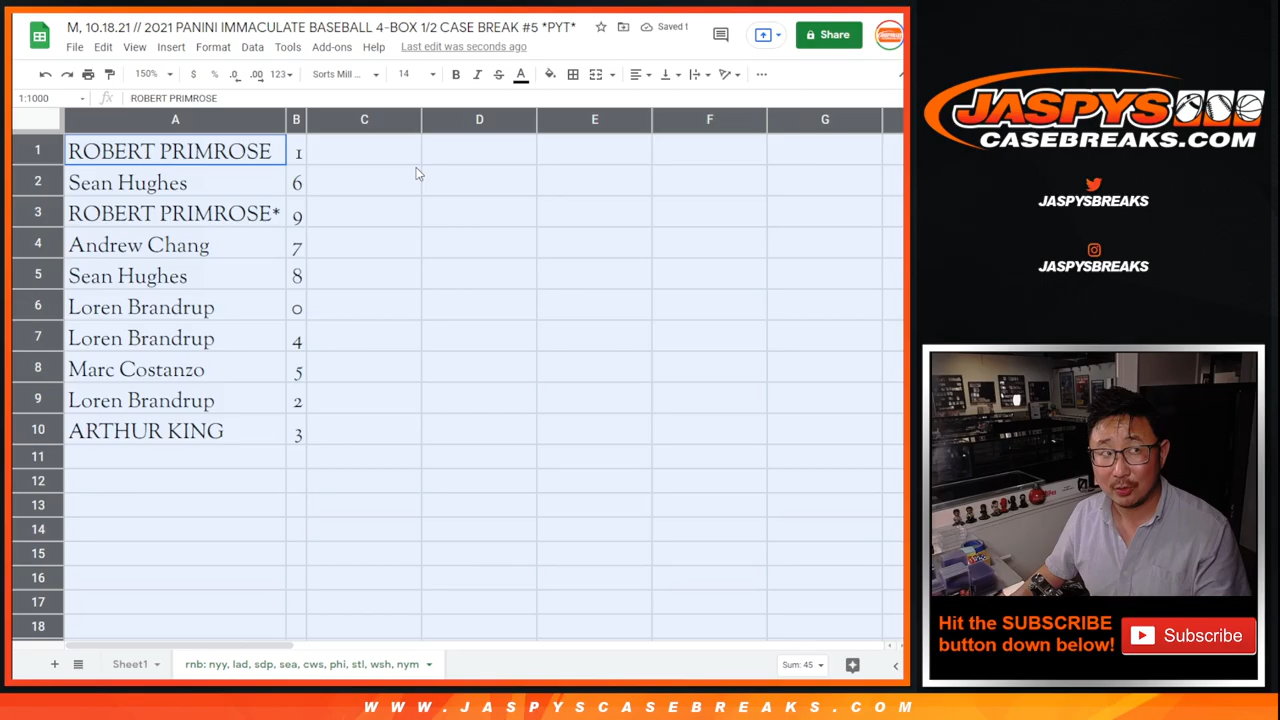 M, 10.18.21 // 2021 PANINI IMMACULATE BASEBALL 4-BOX 1/2 CASE BREAK #5 *PYT*
Saved 1
File Edit View Insert Format Data Tools Add-ons Help Last edit was seconds ago
Share
150% $ % .0 .00 123 Sorts Mill ... 14 B I S A
1:1000 fx ROBERT PRIMROSE
A B C D E F G
1 ROBERT PRIMROSE 1
2 Sean Hughes 6
3 ROBERT PRIMROSE* 9
4 Andrew Chang 7
5 Sean Hughes 8
6 Loren Brandrup 0
7 Loren Brandrup 4
8 Marc Costanzo 5
9 Loren Brandrup 2
10 ARTHUR KING 3
11
12
13
14
15
16
17
18
Sheet1 rnb: nyy, lad, sdp, sea, cws, phi, stl, wsh, nym Sum: 45
JASPYS
CASEBREAKS.COM
JASPYSBREAKS
JASPYSBREAKS
Hit the SUBSCRIBE
button down below!
Subscribe
WWW.JASPYSCASEBREAKS.COM